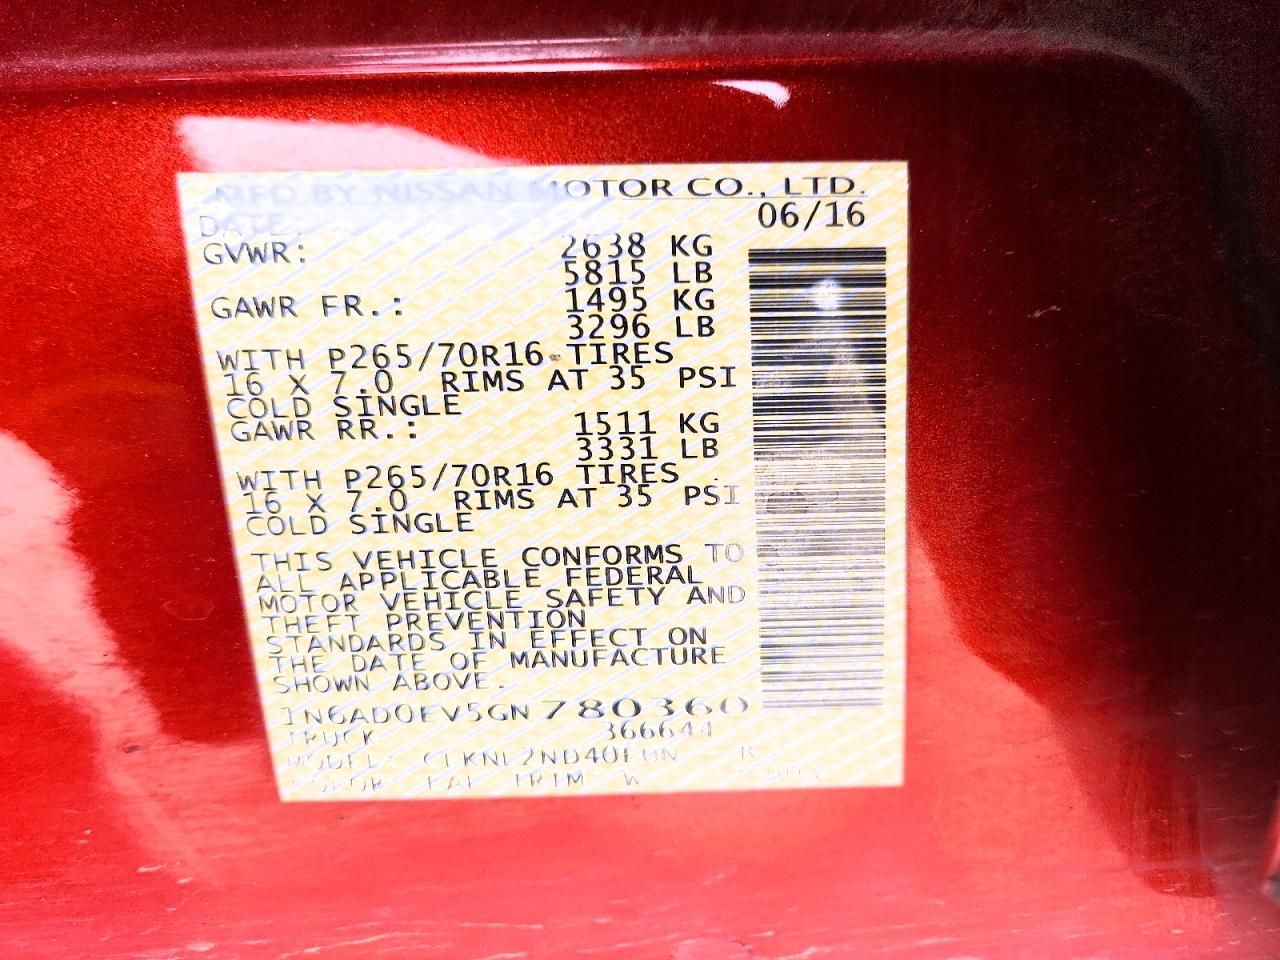 MFD BY NISSAN MOTOR CO., LTD.
DATE: 06/16
GVWR: 2638 KG
5815 LB
GAWR FR.: 1495 KG
3296 LB
WITH P265/70R16 TIRES
16 X 7.0 RIMS AT 35 PSI
COLD SINGLE
GAWR RR.: 1511 KG
3331 LB
WITH P265/70R16 TIRES
16 X 7.0 RIMS AT 35 PSI
COLD SINGLE
THIS VEHICLE CONFORMS TO
ALL APPLICABLE FEDERAL
MOTOR VEHICLE SAFETY AND
THEFT PREVENTION
STANDARDS IN EFFECT ON
THE DATE OF MANUFACTURE
SHOWN ABOVE.
1N6AD0EV5GN780360
TRUCK 366644
MODEL:
COLOR TRIM W